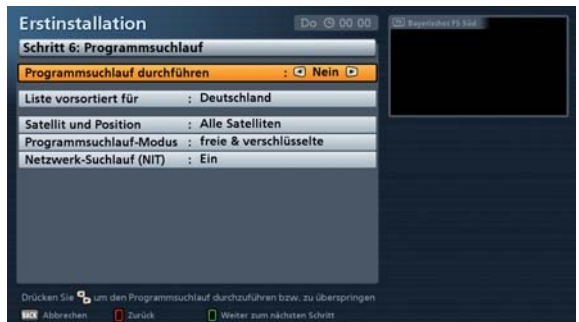 Erstinstallation
Do 00 00
Bayerisches FS Süd
Schritt 6: Programmsuchlauf
Programmsuchlauf durchführen : Nein
Liste vorsortiert für : Deutschland
Satellit und Position : Alle Satelliten
Programmsuchlauf-Modus : freie & verschlüsselte
Netzwerk-Suchlauf (NIT) : Ein
Drücken Sie um den Programmsuchlauf durchzuführen bzw. zu überspringen
BACK Abbrechen Zurück Weiter zum nächsten Schritt